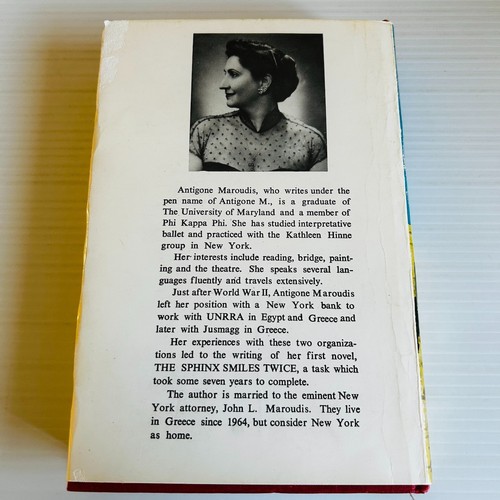 Antigone Maroudis, who writes under the
pen name of Antigone M., is a graduate of
The University of Maryland and a member of
Phi Kappa Phi. She has studied interpretative
ballet and practiced with the Kathleen Hinne
group in New York.
Her interests include reading, bridge, paint-
ing and the theatre. She speaks several lan-
guages fluently and travels extensively.
Just after World War II, Antigone Maroudis
left her position with a New York bank to
work with UNRRA in Egypt and Greece and
later with Jusmagg in Greece.
Her experiences with these two organiza-
tions led to the writing of her first novel,
THE SPHINX SMILES TWICE, a task which
took some seven years to complete.
The author is married to the eminent New
York attorney, John L. Maroudis. They live
in Greece since 1964, but consider New York
as home.